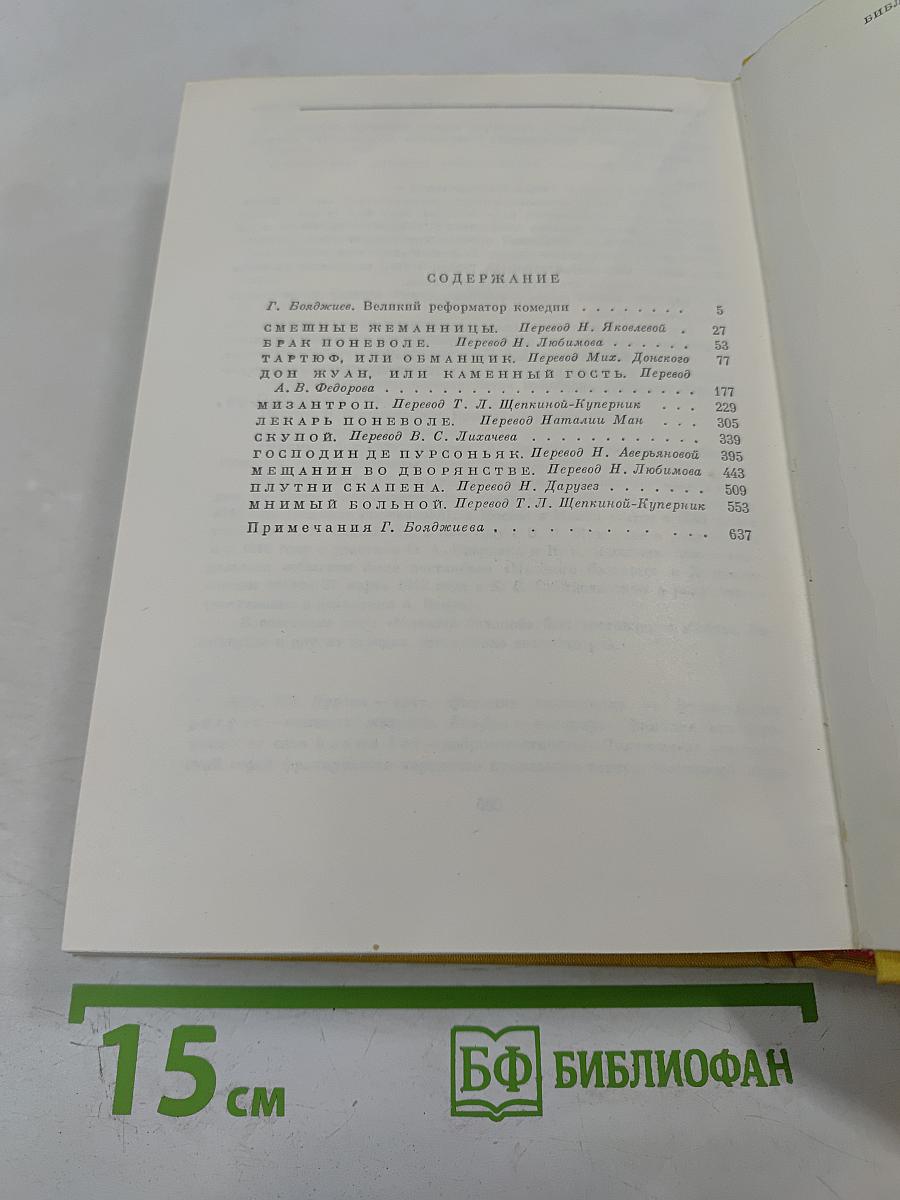 СОДЕРЖАНИЕ
Г. Бояджиев. Великий реформатор комедии . . . . . . . . 5
СМЕШНЫЕ ЖЕМАННИЦЫ. Перевод Н. Яковлевой . 27
БРАК ПОНЕВОЛЕ. Перевод Н. Любимова . . . . . . 53
ТАРТЮФ, ИЛИ ОБМАНЩИК. Перевод Мих. Донского 77
ДОН ЖУАН, ИЛИ КАМЕННЫЙ ГОСТЬ. Перевод
А. В. Федорова . . . . . . . . . . . . . . . . . . . . . . . 177
МИЗАНТРОП. Перевод Т. Л. Щепкиной-Куперник . . . 229
ЛЕКАРЬ ПОНЕВОЛЕ. Перевод Наталии Ман . . . 305
СКУПОЙ. Перевод В. С. Лихачева . . . . . . . . . . . . 339
ГОСПОДИН ДЕ ПУРСОНЬЯК. Перевод Н. Аверьяновой 395
МЕЩАНИН ВО ДВОРЯНСТВЕ. Перевод Н. Любимова 443
ПЛУТНИ СКАПЕНА. Перевод Н. Дарузес . . . . . . . 509
МНИМЫЙ БОЛЬНОЙ. Перевод Т. Л. Щепкиной-Куперник 553
Примечания Г. Бояджиева . . . . . . . . . . . . . 637
15 см
БФ БИБЛИОФАН